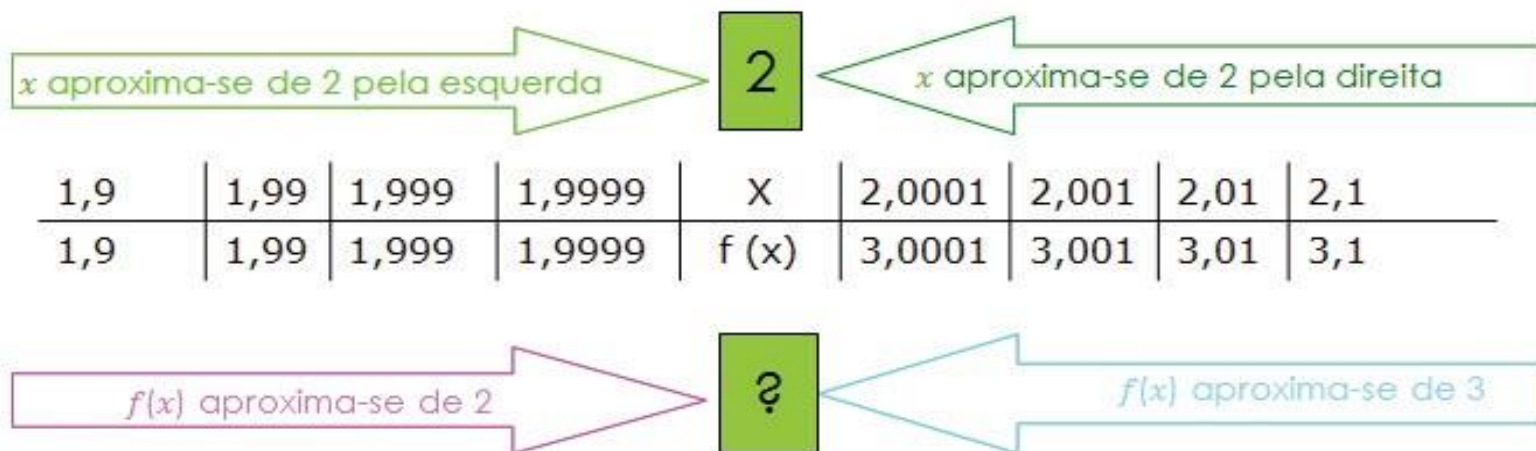 x aproxima-se de 2 pela esquerda 2 x aproxima-se de 2 pela direita
1,9 1,99 1,999 1,9999 X 2,0001 2,001 2,01 2,1
1,9 1,99 1,999 1,9999 f (x) 3,0001 3,001 3,01 3,1
f(x) aproxima-se de 2 ? f(x) aproxima-se de 3